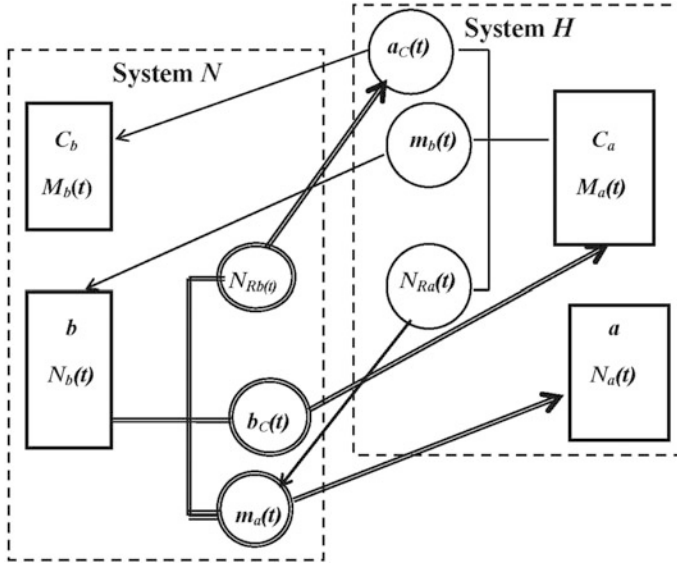 System N
C_b
M_b(t)
N_Rb(t)
b
N_b(t)
b_C(t)
m_a(t)
System H
a_C(t)
m_b(t)
N_Ra(t)
C_a
M_a(t)
a
N_a(t)